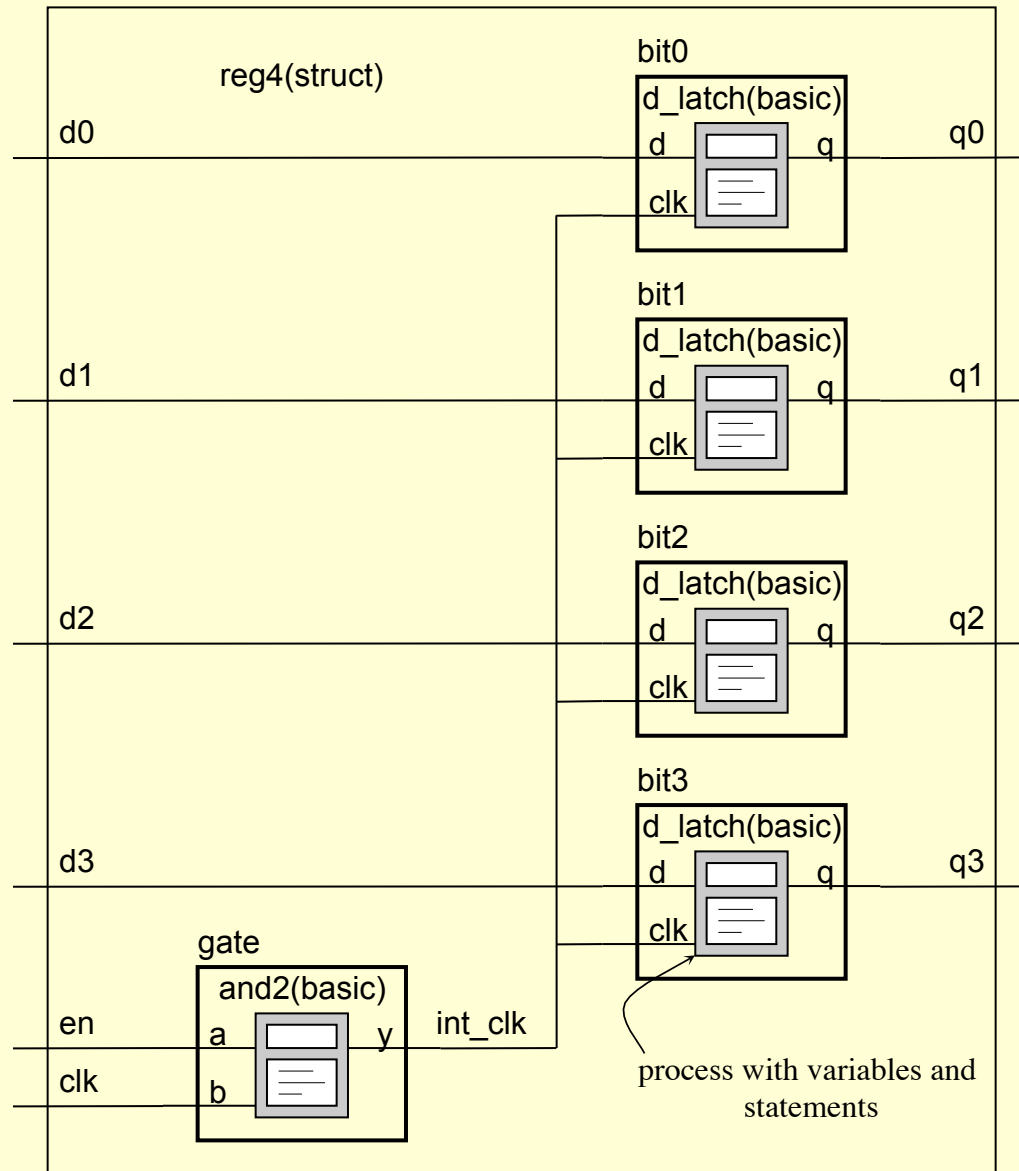 reg4(struct)
bit0
d_latch(basic)
d0
d
q
q0
clk
bit1
d_latch(basic)
d1
d
q
q1
clk
bit2
d_latch(basic)
d2
d
q
q2
clk
bit3
d_latch(basic)
d3
d
q
q3
clk
gate
and2(basic)
en
a
y
int_clk
clk
b
process with variables and
statements